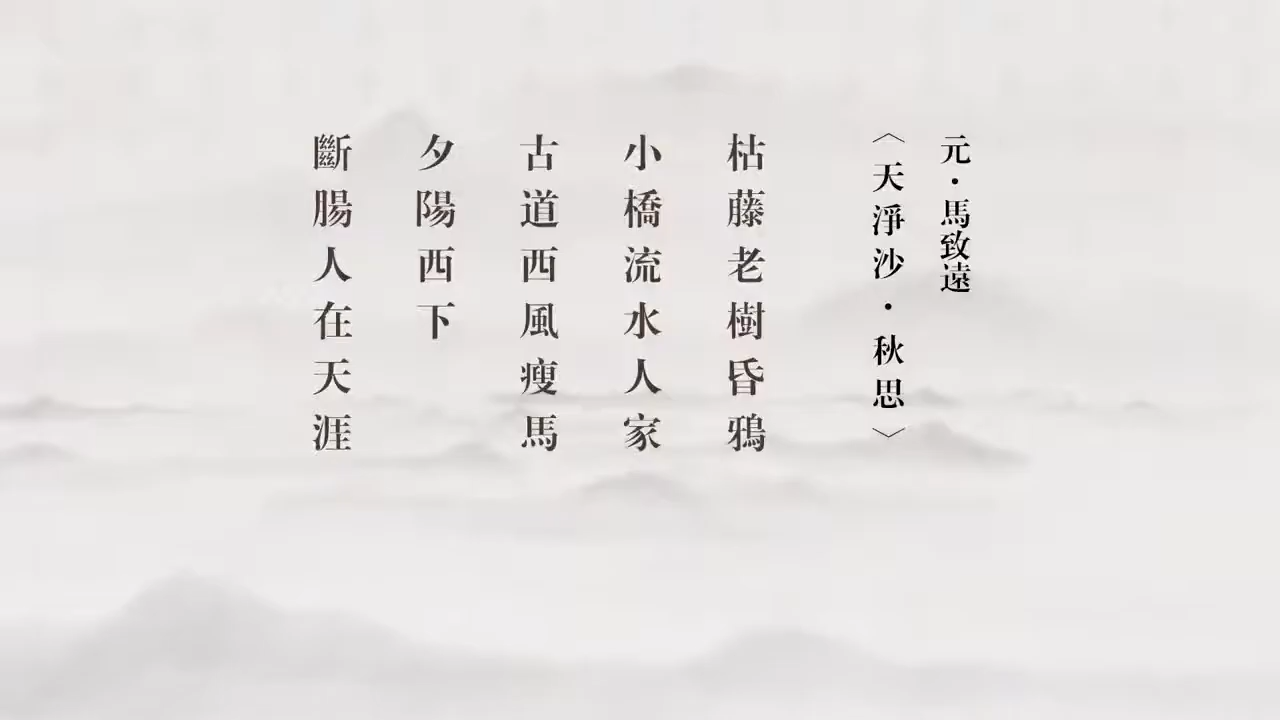 元·馬致遠
〈天淨沙·秋思〉
枯藤老樹昏鴉
小橋流水人家
古道西風瘦馬
夕陽西下
斷腸人在天涯